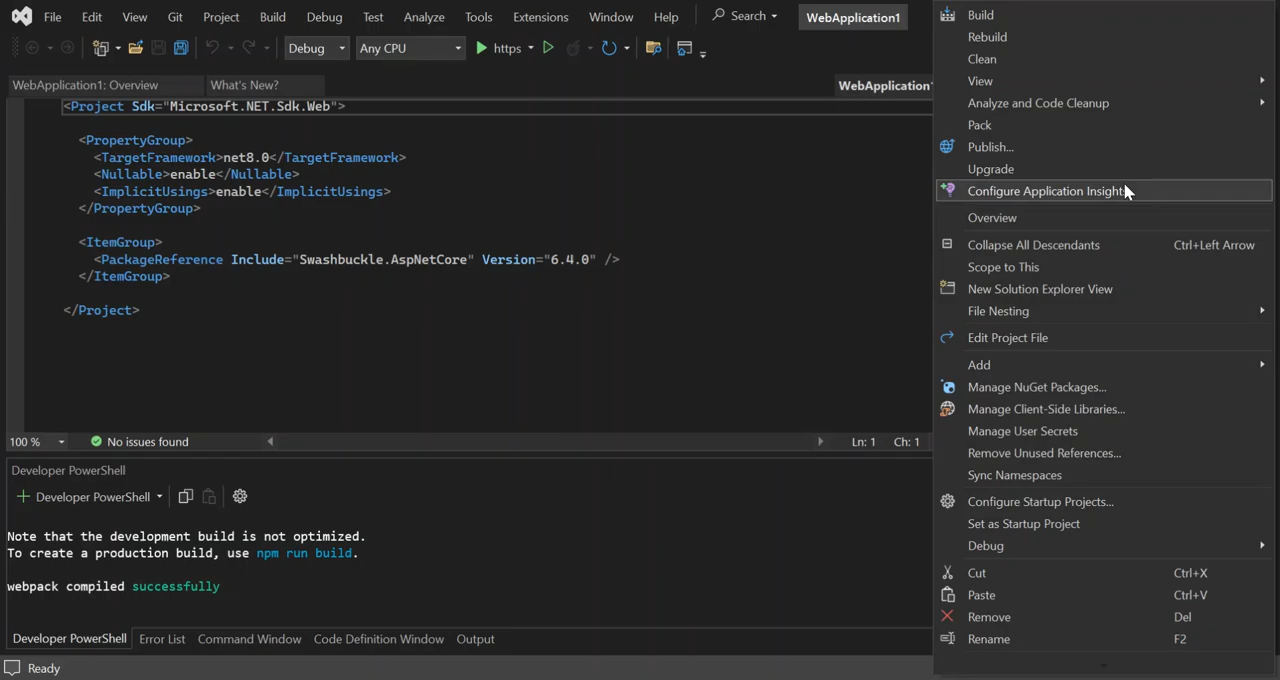 File Edit View Git Project Build Debug Test Analyze Tools Extensions Window Help Search WebApplication1
Debug Any CPU https
WebApplication1: Overview What's New? WebApplication
<Project Sdk="Microsoft.NET.Sdk.Web">
<PropertyGroup>
<TargetFramework>net8.0</TargetFramework>
<Nullable>enable</Nullable>
<ImplicitUsings>enable</ImplicitUsings>
</PropertyGroup>
<ItemGroup>
<PackageReference Include="Swashbuckle.AspNetCore" Version="6.4.0" />
</ItemGroup>
</Project>
100 % No issues found Ln: 1 Ch: 1
Developer PowerShell
Developer PowerShell
Note that the development build is not optimized.
To create a production build, use npm run build.
webpack compiled successfully
Developer PowerShell Error List Command Window Code Definition Window Output
Ready
Build
Rebuild
Clean
View
Analyze and Code Cleanup
Pack
Publish...
Upgrade
Configure Application Insights
Overview
Collapse All Descendants Ctrl+Left Arrow
Scope to This
New Solution Explorer View
File Nesting
Edit Project File
Add
Manage NuGet Packages...
Manage Client-Side Libraries...
Manage User Secrets
Remove Unused References...
Sync Namespaces
Configure Startup Projects...
Set as Startup Project
Debug
Cut Ctrl+X
Paste Ctrl+V
Remove Del
Rename F2